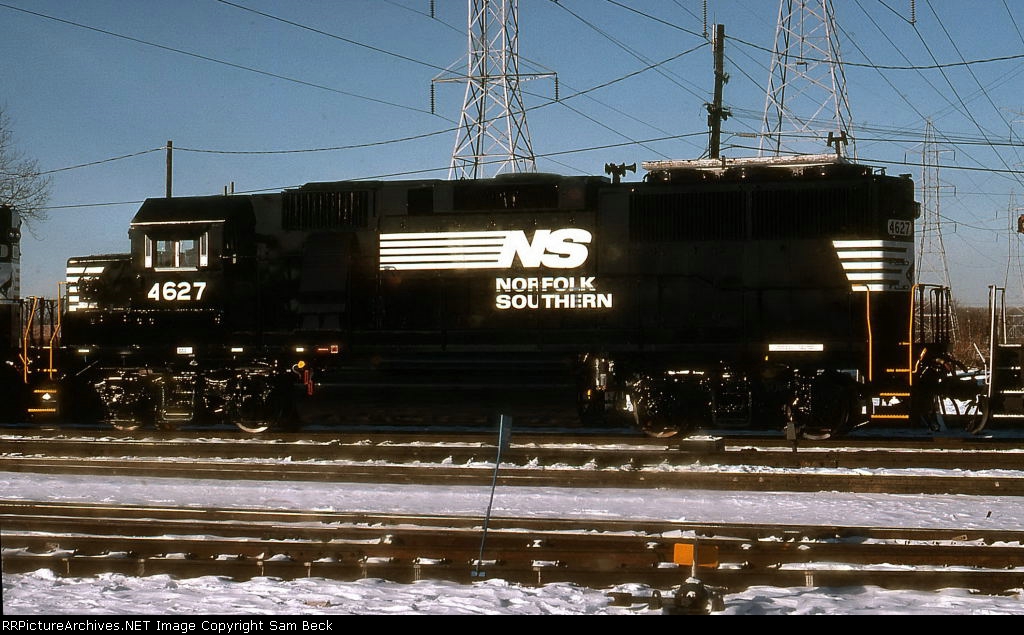 4627
NS
4627
NORFOLK
SOUTHERN
RRPictureArchives.NET Image Copyright Sam Beck